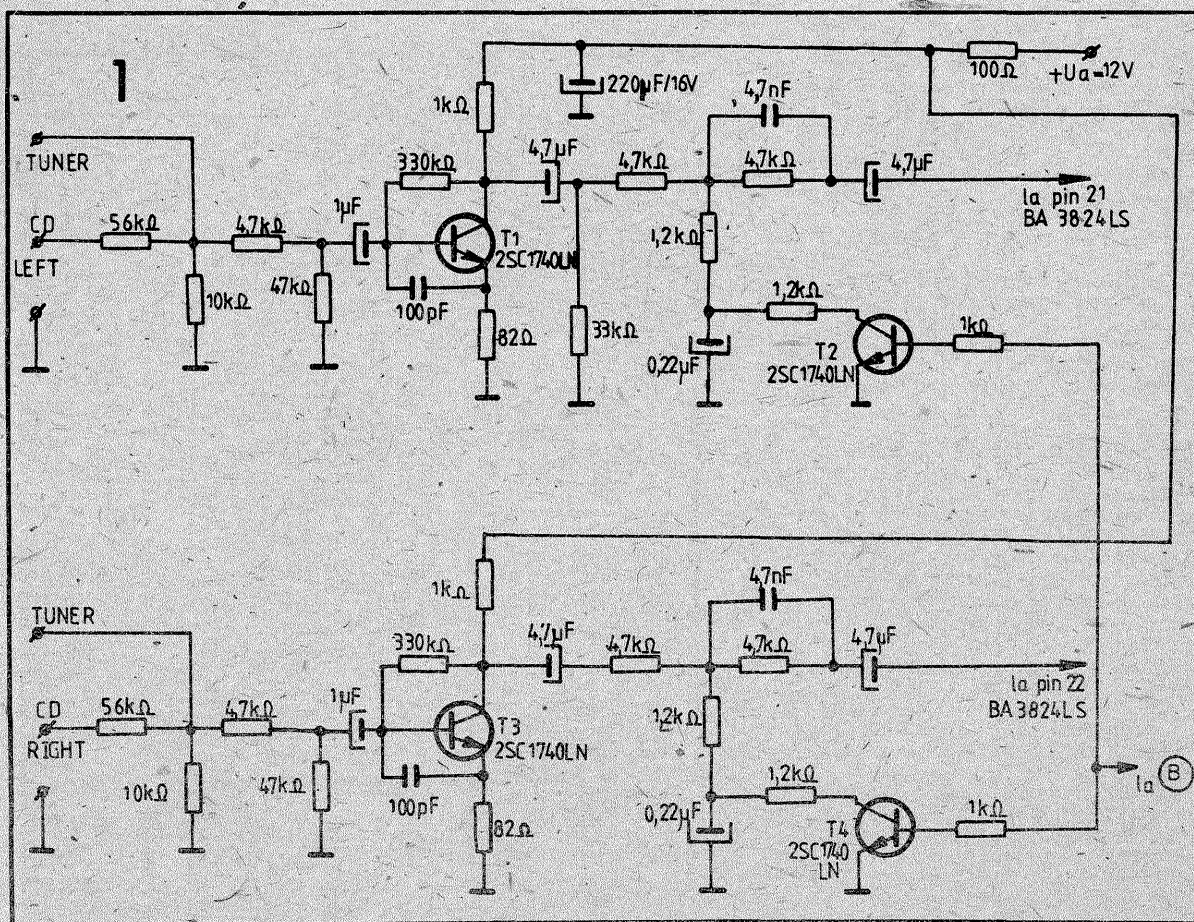 1
100Ω
+Ua=12V
220µF/16V
1kΩ
4,7nF
TUNER
330kΩ
4,7µF
4,7kΩ
4,7kΩ
4,7µF
la pin 21
BA 3824LS
CD
56kΩ
4,7kΩ
1µF
T1
2SC1740LN
LEFT
1,2kΩ
10kΩ
47kΩ
100pF
82Ω
33kΩ
1,2kΩ
0,22µF
T2
2SC1740LN
1kΩ
1kΩ
4,7nF
TUNER
330kΩ
4,7µF
4,7kΩ
4,7kΩ
4,7µF
la pin 22
BA3824LS
CD
56kΩ
4,7kΩ
1µF
T3
2SC1740LN
RIGHT
1,2kΩ
10kΩ
47kΩ
100pF
82Ω
1,2kΩ
0,22µF
T4
2SC1740
LN
1kΩ
la B